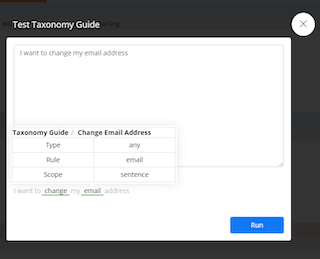 Test Taxonomy Guide
I want to change my email address
Taxonomy Guide / Change Email Address
Type any
Rule email
Scope sentence
I want to change my email address
Run